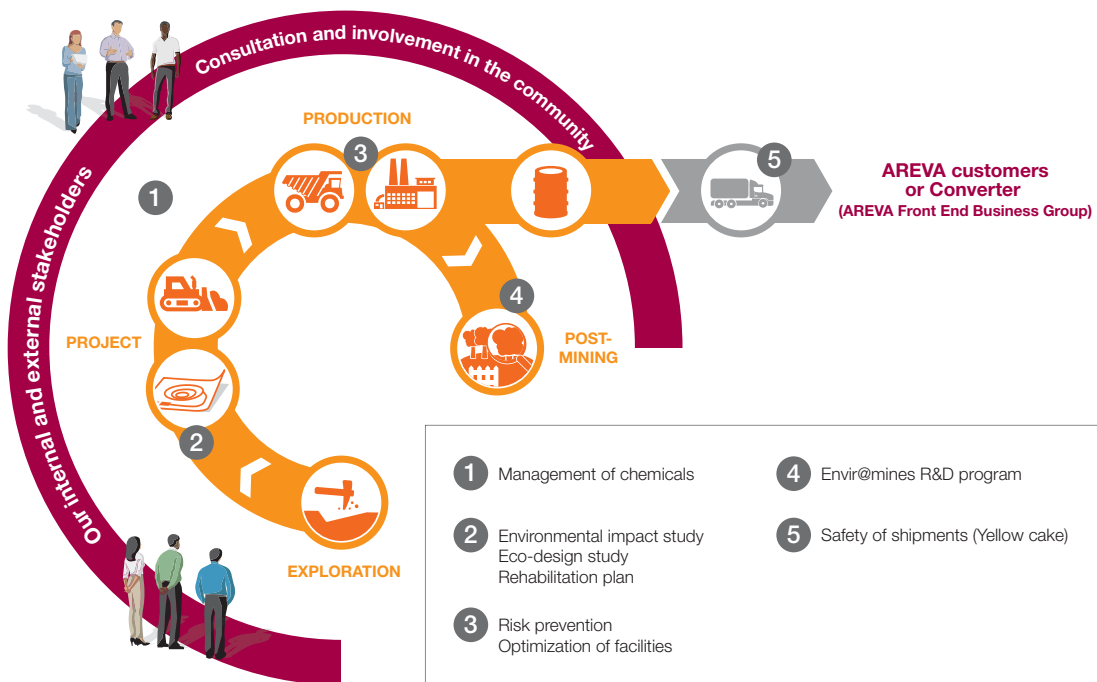 Consultation and involvement in the community
Our internal and external stakeholders
PRODUCTION
3
5
1
AREVA customers
or Converter
(AREVA Front End Business Group)
4
PROJECT
POST-
MINING
2
EXPLORATION
1 Management of chemicals
2 Environmental impact study
Eco-design study
Rehabilitation plan
3 Risk prevention
Optimization of facilities
4 Envir@mines R&D program
5 Safety of shipments (Yellow cake)